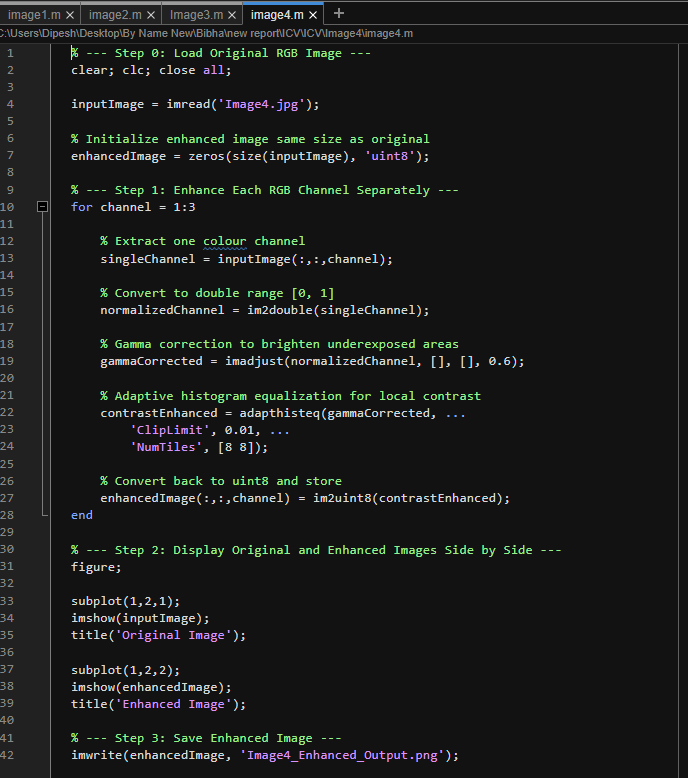 image1.m × image2.m × Image3.m × image4.m × +
C:\Users\Dipesh\Desktop\By Name New\Bibha\new report\ICV\ICV\Image4\image4.m
1 % --- Step 0: Load Original RGB Image ---
2 clear; clc; close all;
3
4 inputImage = imread('Image4.jpg');
5
6 % Initialize enhanced image same size as original
7 enhancedImage = zeros(size(inputImage), 'uint8');
8
9 % --- Step 1: Enhance Each RGB Channel Separately ---
10 for channel = 1:3
11
12 % Extract one colour channel
13 singleChannel = inputImage(:,:,channel);
14
15 % Convert to double range [0, 1]
16 normalizedChannel = im2double(singleChannel);
17
18 % Gamma correction to brighten underexposed areas
19 gammaCorrected = imadjust(normalizedChannel, [], [], 0.6);
20
21 % Adaptive histogram equalization for local contrast
22 contrastEnhanced = adapthisteq(gammaCorrected, ...
23 'ClipLimit', 0.01, ...
24 'NumTiles', [8 8]);
25
26 % Convert back to uint8 and store
27 enhancedImage(:,:,channel) = im2uint8(contrastEnhanced);
28 end
29
30 % --- Step 2: Display Original and Enhanced Images Side by Side ---
31 figure;
32
33 subplot(1,2,1);
34 imshow(inputImage);
35 title('Original Image');
36
37 subplot(1,2,2);
38 imshow(enhancedImage);
39 title('Enhanced Image');
40
41 % --- Step 3: Save Enhanced Image ---
42 imwrite(enhancedImage, 'Image4_Enhanced_Output.png');